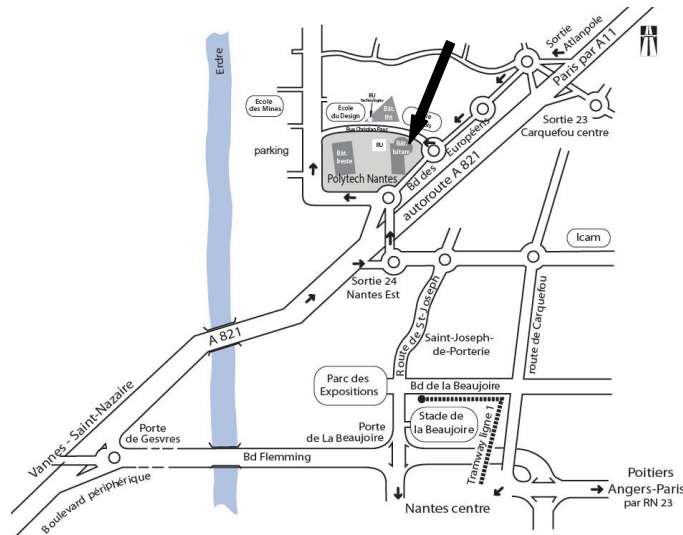 Erdre
Sortie
Atlanpole
Paris par A11
Ecole
des Mines
RU
Technologies
Ecole
du Design
Bât.
Iht
Rue Christian Pauc
Sortie 23
Carquefou centre
parking
Bât.
Ireste
RU
Bât.
Isitem
Polytech Nantes
Bd des
Européens
autoroute A 821
Icam
Sortie 24
Nantes Est
Route de St-Joseph
route de Carquefou
Saint-Joseph-
de-Porterie
A 821
Parc des
Expositions
Bd de la Beaujoire
Vannes - Saint-Nazaire
Porte
de Gesvres
Porte
de La Beaujoire
Stade de
la Beaujoire
Tramway ligne 1
Bd Flemming
Boulevard périphérique
Nantes centre
Poitiers
Angers-Paris
par RN 23